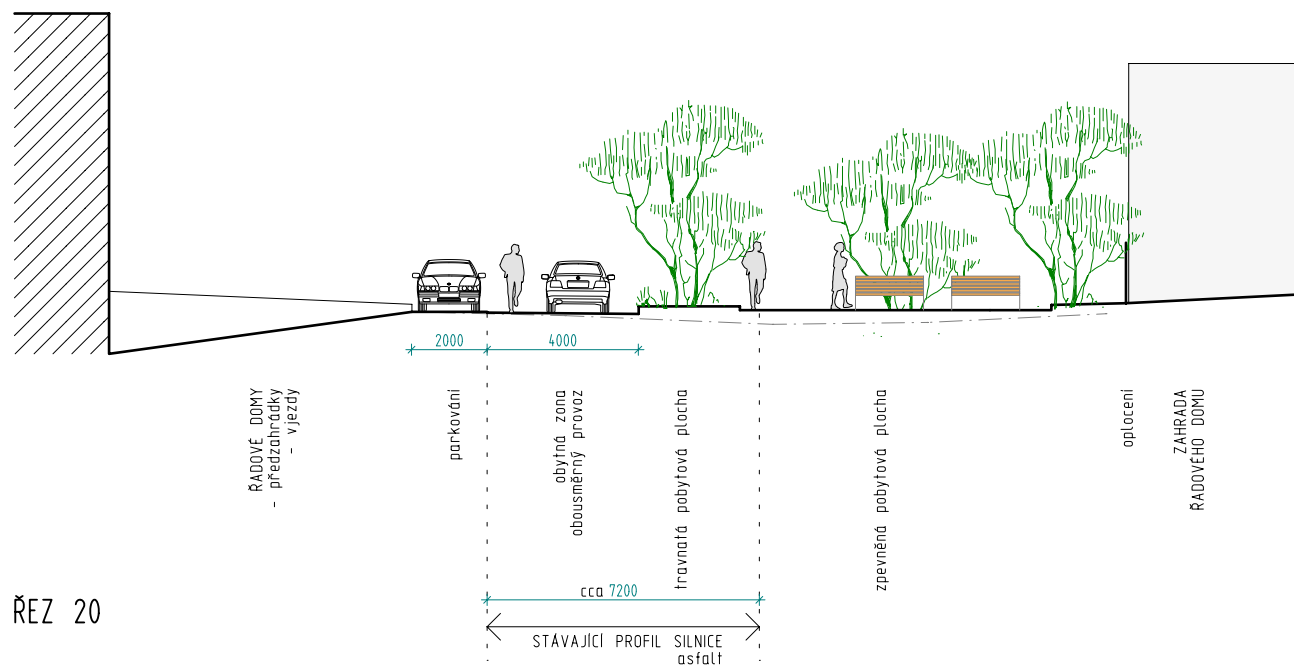 2000
4000
ŘADOVÉ DOMY
- předzahrádky
- vjezdy
parkování
obytná zona
obousměrný provoz
travnatá pobytová plocha
zpevněná pobytová plocha
oplocení
ZAHRADA
ŘADOVÉHO DOMU
cca 7200
STÁVAJÍCÍ PROFIL SILNICE
asfalt
ŘEZ 20